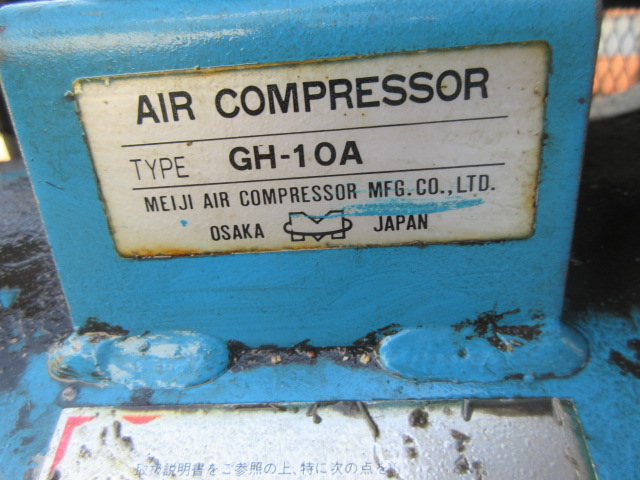 AIR COMPRESSOR
TYPE GH-10A
MEIJI AIR COMPRESSOR MFG.CO.,LTD.
OSAKA JAPAN
取扱説明書をご参照の上、特に次の点を